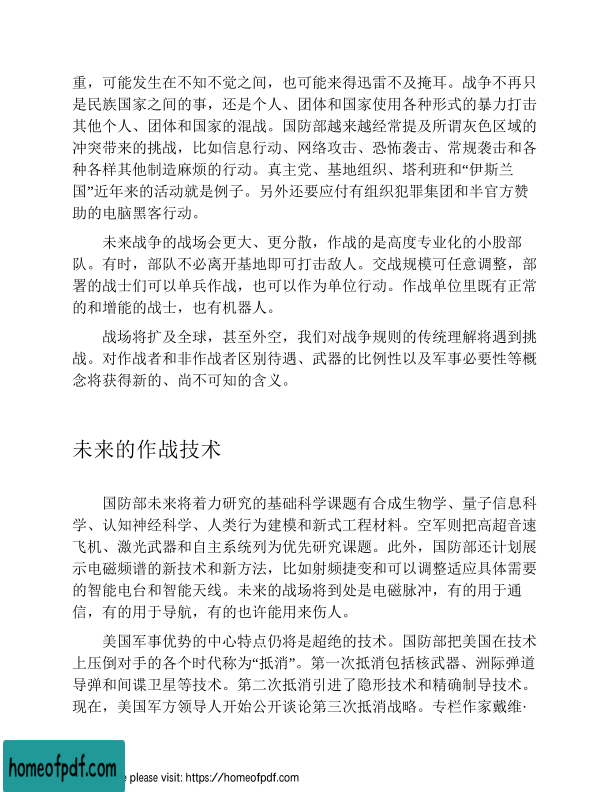 重，可能发生在不知不觉之间，也可能来得迅雷不及掩耳。战争不再只
是民族国家之间的事，还是个人、团体和国家使用各种形式的暴力打击
其他个人、团体和国家的混战。国防部越来越经常提及所谓灰色区域的
冲突带来的挑战，比如信息行动、网络攻击、恐怖袭击、常规袭击和各
种各样其他制造麻烦的行动。真主党、基地组织、塔利班和“伊斯兰
国”近年来的活动就是例子。另外还要应付有组织犯罪集团和半官方赞
助的电脑黑客行动。
未来战争的战场会更大、更分散，作战的是高度专业化的小股部
队。有时，部队不必离开基地即可打击敌人。交战规模可任意调整，部
署的战士们可以单兵作战，也可以作为单位行动。作战单位里既有正常
的和增能的战士，也有机器人。
战场将扩及全球，甚至外空，我们对战争规则的传统理解将遇到挑
战。对作战者和非作战者区别待遇、武器的比例性以及军事必要性等概
念将获得新的、尚不可知的含义。
未来的作战技术
国防部未来将着力研究的基础科学课题有合成生物学、量子信息科
学、认知神经科学、人类行为建模和新式工程材料。空军则把高超音速
飞机、激光武器和自主系统列为优先研究课题。此外，国防部还计划展
示电磁频谱的新技术和新方法，比如射频捷变和可以调整适应具体需要
的智能电台和智能天线。未来的战场将到处是电磁脉冲，有的用于通
信，有的用于导航，有的也许能用来伤人。
美国军事优势的中心特点仍将是超绝的技术。国防部把美国在技术
上压倒对手的各个时代称为“抵消”。第一次抵消包括核武器、洲际弹道
导弹和间谍卫星等技术。第二次抵消引进了隐形技术和精确制导技术。
现在，美国军方领导人开始公开谈论第三次抵消战略。专栏作家戴维·
homeofpdf.com
e please visit: https://homeofpdf.com